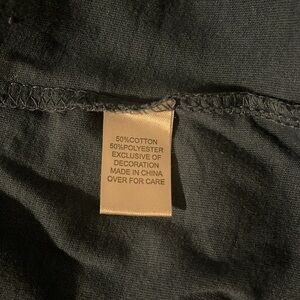 50%COTTON
50%POLYESTER
EXCLUSIVE OF
DECORATION
MADE IN CHINA
OVER FOR CARE